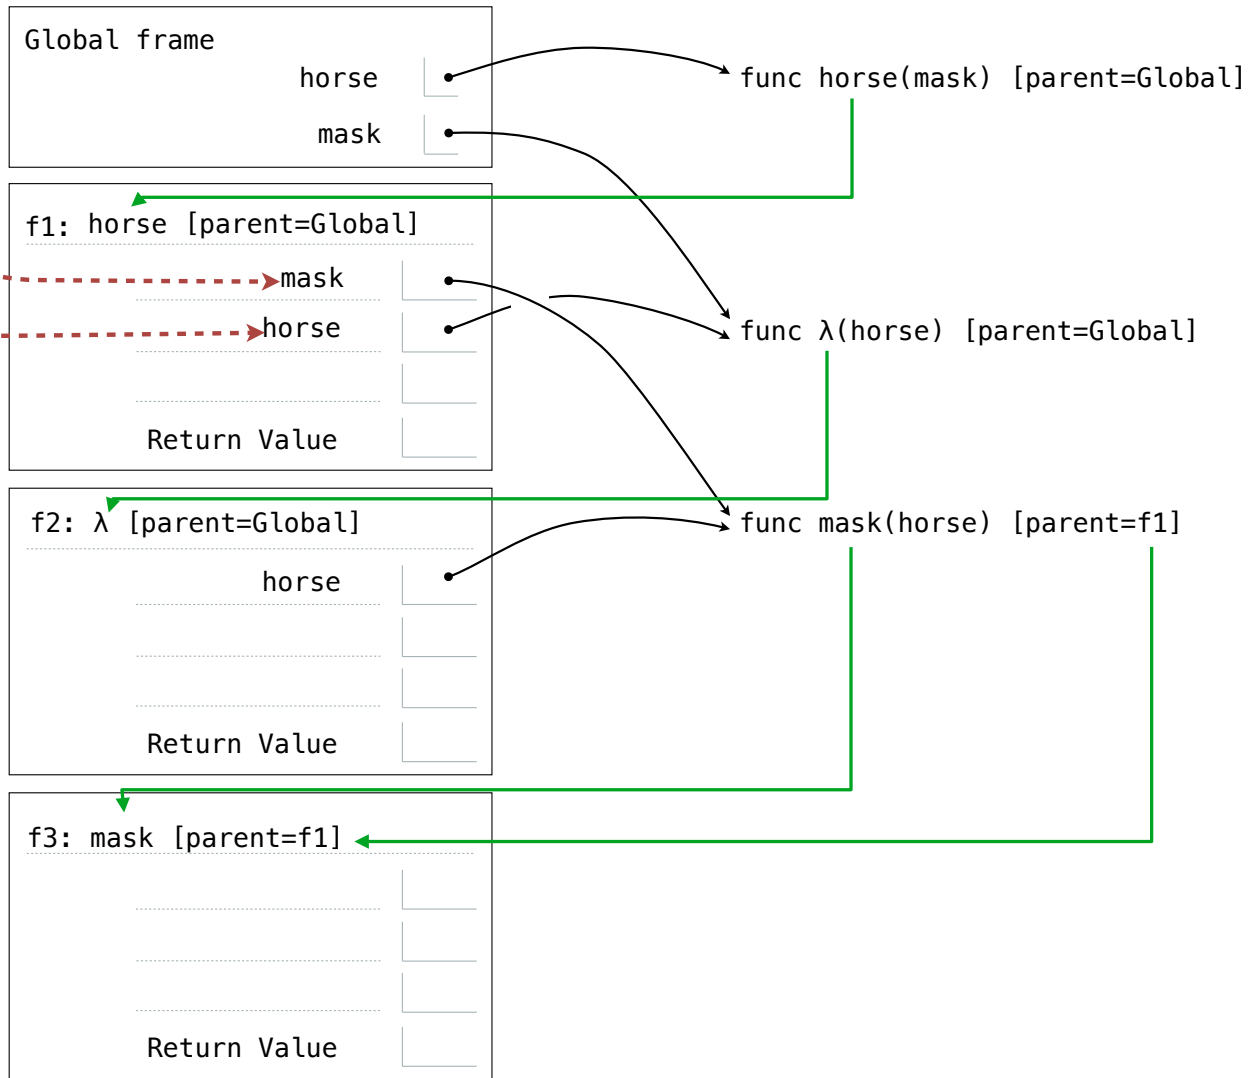 Global frame
horse
func horse(mask) [parent=Global]
mask
f1: horse [parent=Global]
mask
horse
func λ(horse) [parent=Global]
Return Value
f2: λ [parent=Global]
func mask(horse) [parent=f1]
horse
Return Value
f3: mask [parent=f1]
Return Value